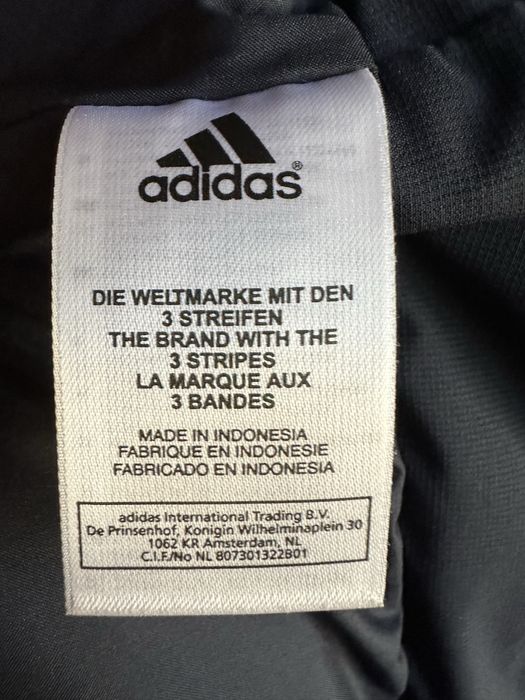 adidas®
DIE WELTMARKE MIT DEN
3 STREIFEN
THE BRAND WITH THE
3 STRIPES
LA MARQUE AUX
3 BANDES
MADE IN INDONESIA
FABRIQUE EN INDONESIE
FABRICADO EN INDONESIA
adidas International Trading B.V.
De Prinsenhof, Konigin Wilhelminaplein 30
1062 KR Amsterdam, NL
C.I.F./No NL 807301322B01